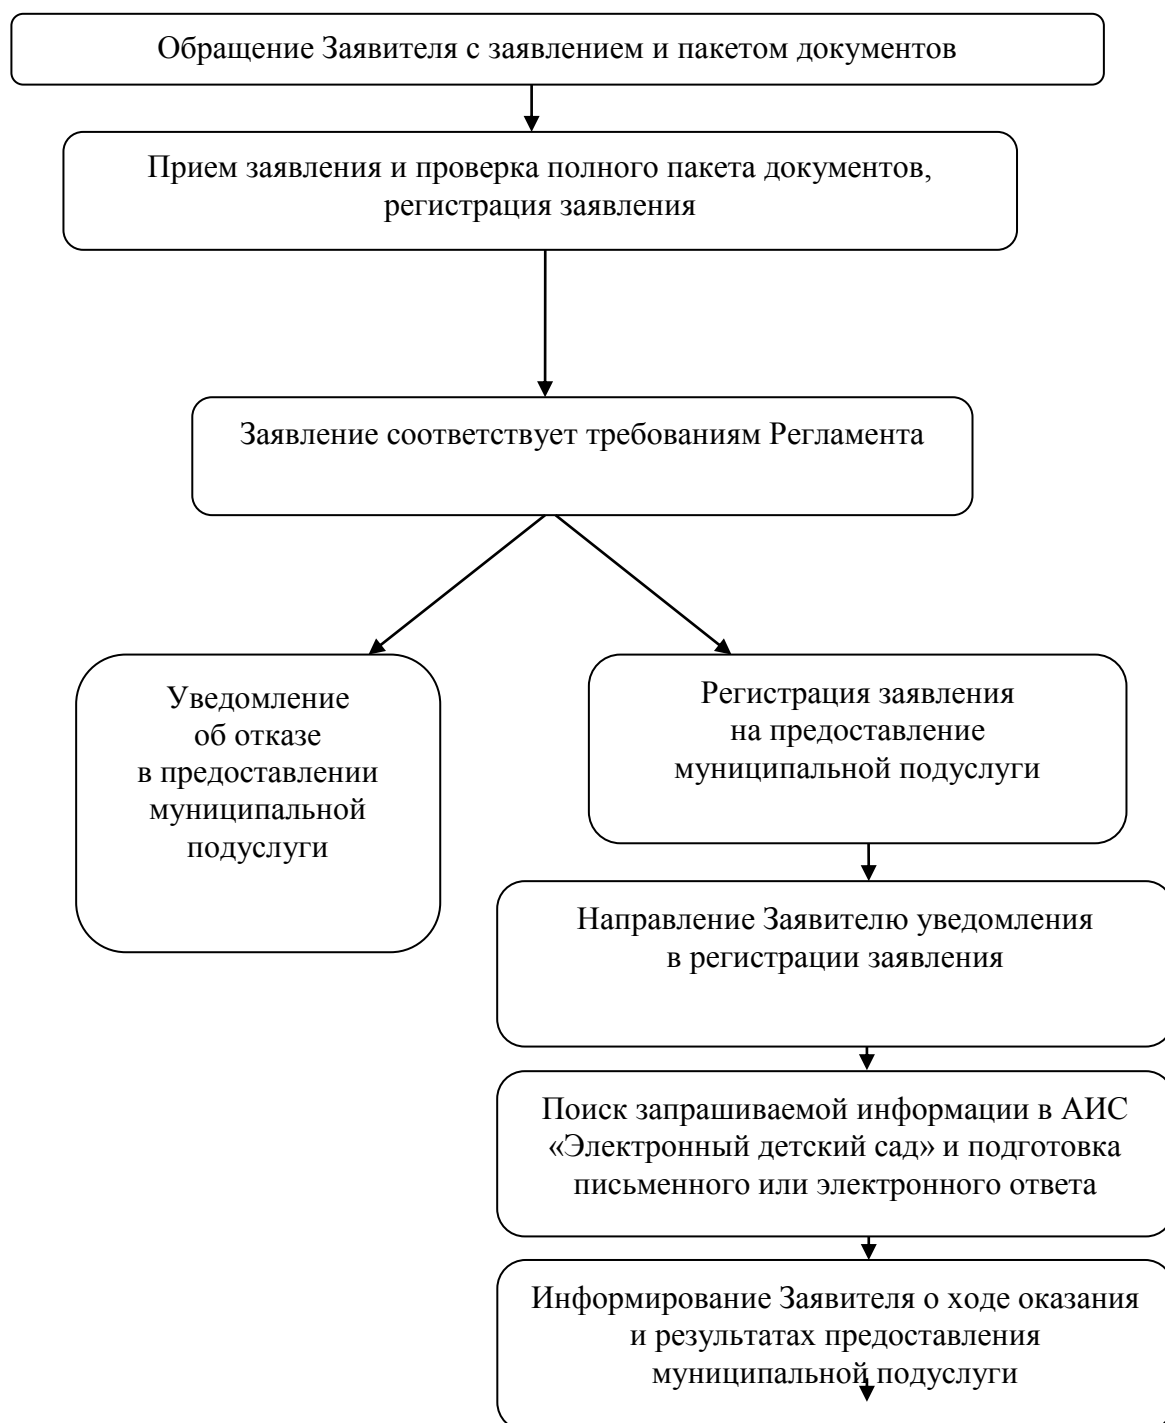 Обращение Заявителя с заявлением и пакетом документов
Прием заявления и проверка полного пакета документов,
регистрация заявления
Заявление соответствует требованиям Регламента
Уведомление
об отказе
в предоставлении
муниципальной
подуслуги
Регистрация заявления
на предоставление
муниципальной подуслуги
Направление Заявителю уведомления
в регистрации заявления
Поиск запрашиваемой информации в АИС
«Электронный детский сад» и подготовка
письменного или электронного ответа
Информирование Заявителя о ходе оказания
и результатах предоставления
муниципальной подуслуги